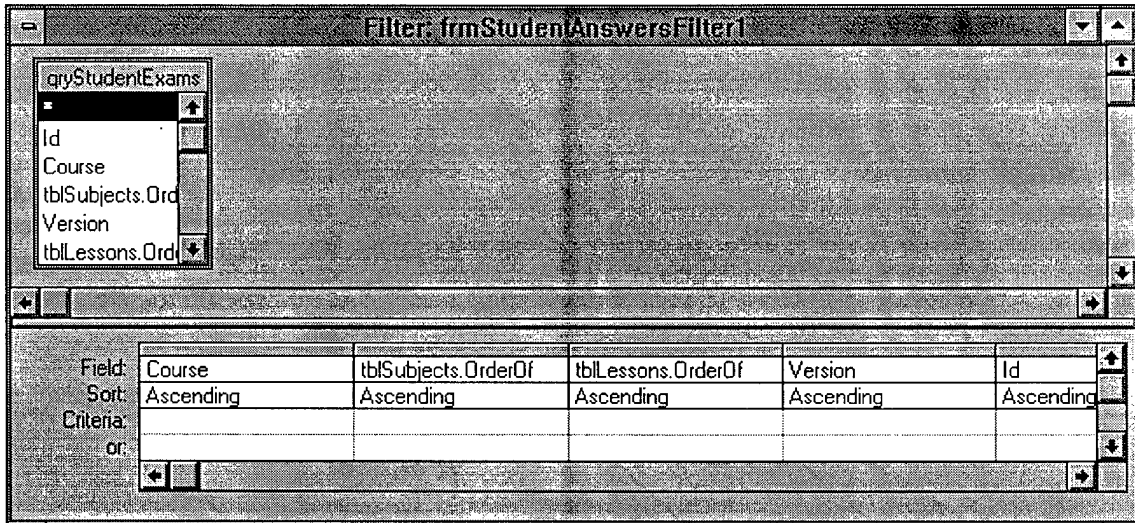 Filter: frmStudentAnswersFilter1
qryStudentExams
*
Id
Course
tblSubjects.Ord
Version
tblLessons.Orde
Field: Course tblSubjects.OrderOf tblLessons.OrderOf Version Id
Sort: Ascending Ascending Ascending Ascending Ascending
Criteria:
or: